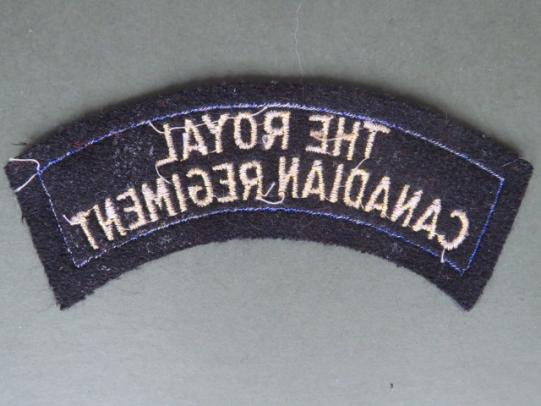 THE ROYAL
CANADIAN REGIMENT